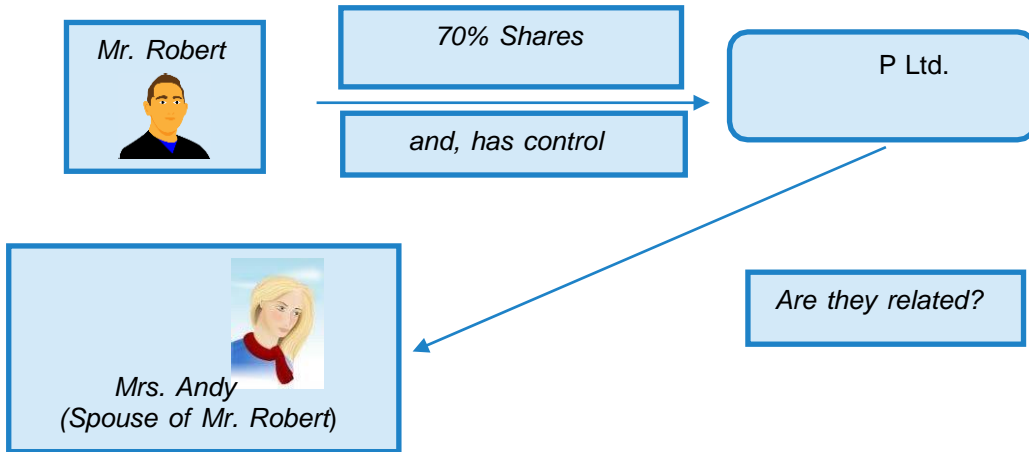 Mr. Robert
70% Shares
and, has control
P Ltd.
Mrs. Andy
(Spouse of Mr. Robert)
Are they related?